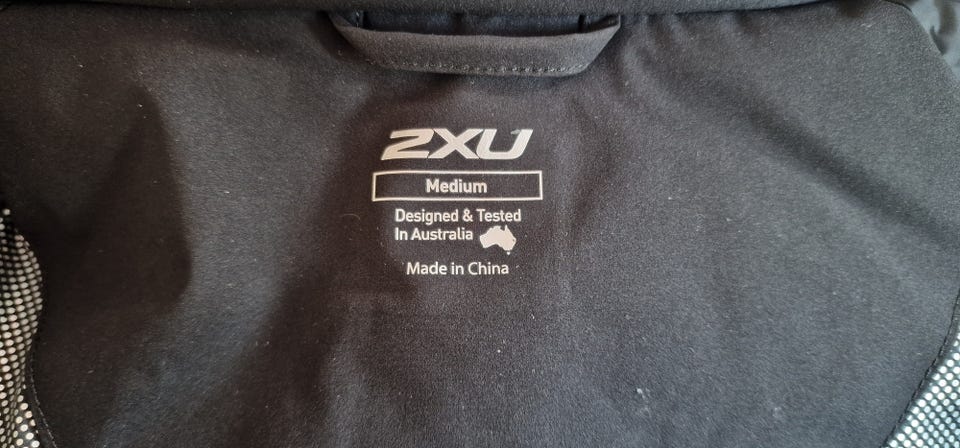 2XU
Medium
Designed & Tested
In Australia
Made in China